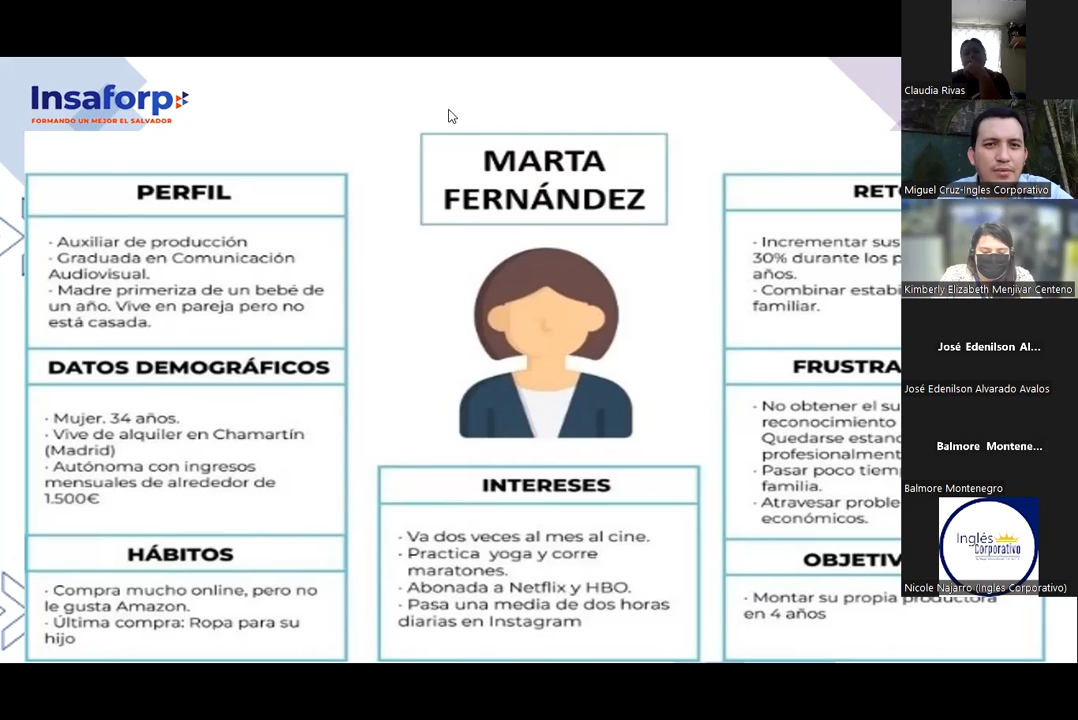 Insaforp
FORMANDO UN MEJOR EL SALVADOR
MARTA
FERNÁNDEZ
PERFIL
· Auxiliar de producción
· Graduada en Comunicación
Audiovisual.
· Madre primeriza de un bebé de
un año. Vive en pareja pero no
está casada.
DATOS DEMOGRÁFICOS
· Mujer. 34 años.
· Vive de alquiler en Chamartín
(Madrid)
· Autónoma con ingresos
mensuales de alrededor de
1.500€
HÁBITOS
· Compra mucho online, pero no
le gusta Amazon.
· Última compra: Ropa para su
hijo
INTERESES
· Va dos veces al mes al cine.
· Practica yoga y corre
maratones.
· Abonada a Netflix y HBO.
· Pasa una media de dos horas
diarias en Instagram
RETO
· Incrementar sus
30% durante los p
años.
· Combinar estabi
familiar.
FRUSTRA
· No obtener el su
reconocimiento
Quedarse estanc
profesionalment
· Pasar poco tiemp
familia.
· Atravesar proble
económicos.
OBJETIV
· Montar su propia productora
en 4 años
Claudia Rivas
Miguel Cruz-Ingles Corporativo
Kimberly Elizabeth Menjivar Centeno
José Edenilson Al...
José Edenilson Alvarado Avalos
Balmore Montene...
Balmore Montenegro
Inglés
Corporativo
Nicole Najarro (Ingles Corporativo)